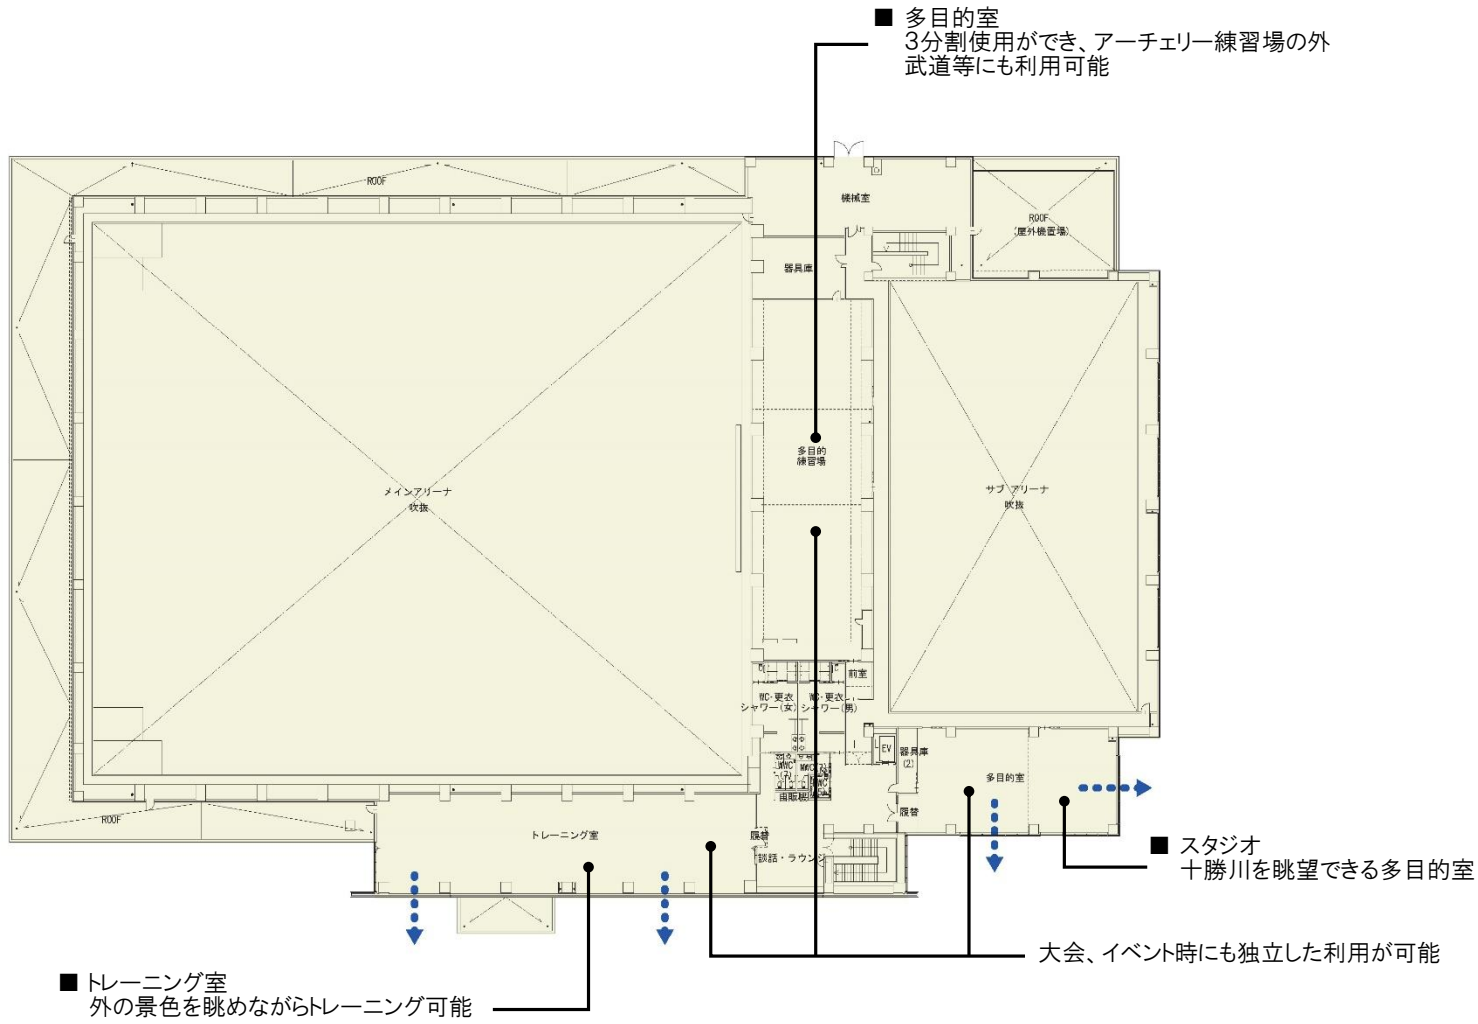 ■ 多目的室
3分割使用ができ、アーチェリー練習場の外
武道等にも利用可能
ROOF
機械室
ROOF
(屋外機置場)
器具庫
多目的
練習場
メインアリーナ
吹抜
サブアリーナ
吹抜
前室
WC・更衣
シャワー(女)
WC・更衣
シャワー(男)
EV
器具庫
(2)
多目的室
履替
ROOF
トレーニング室
履替
談話・ラウンジ
■ スタジオ
十勝川を眺望できる多目的室
大会、イベント時にも独立した利用が可能
■ トレーニング室
外の景色を眺めながらトレーニング可能